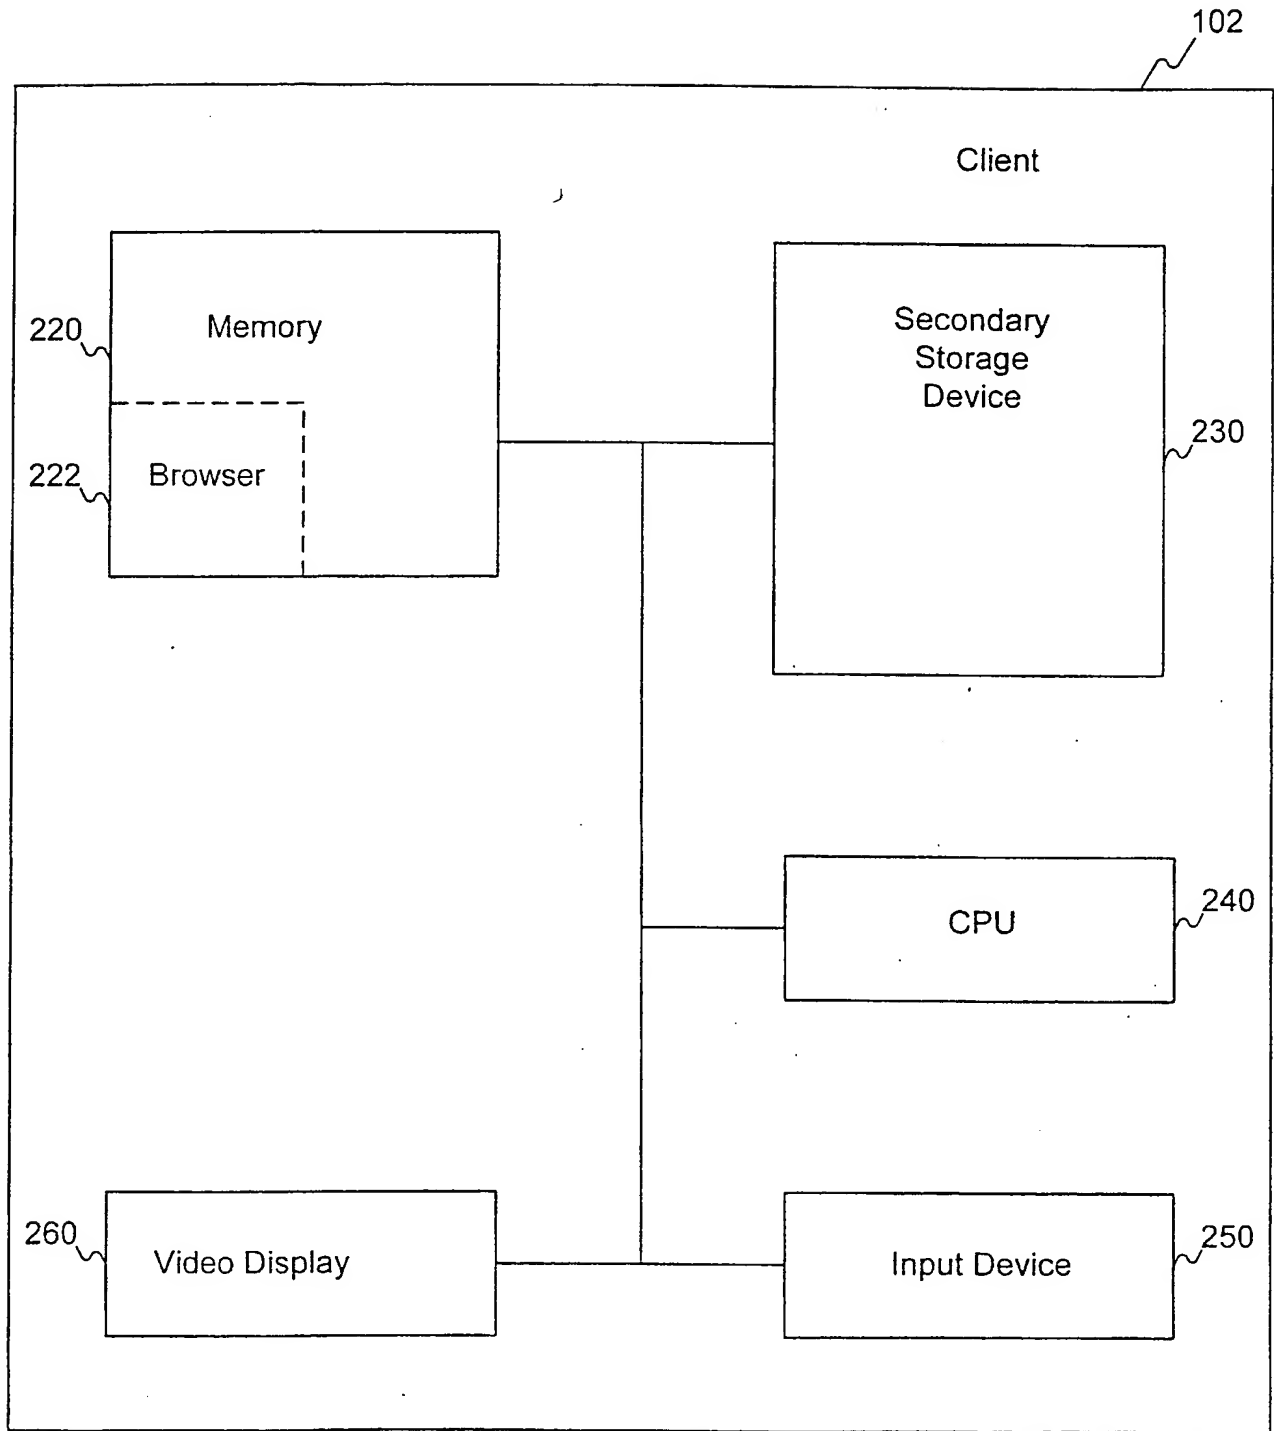 102
Client
220
Memory
Secondary
Storage
Device
230
222
Browser
CPU
240
260
Video Display
Input Device
250